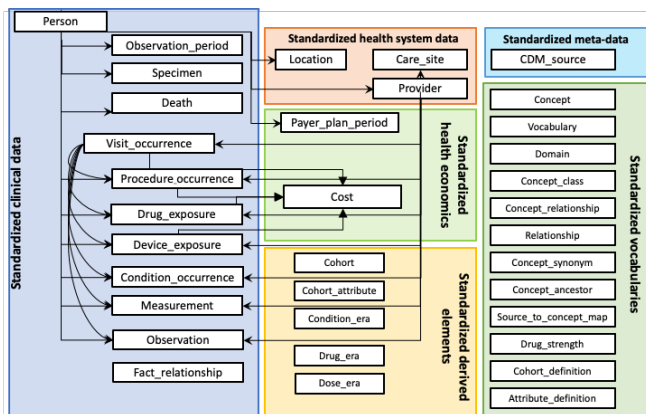 Person
Observation_period
Specimen
Death
Visit_occurrence
Procedure_occurrence
Drug_exposure
Device_exposure
Condition_occurrence
Measurement
Observation
Fact_relationship
Standardized clinical data
Standardized health system data
Location
Care_site
Provider
Payer_plan_period
Cost
Standardized
health economics
Cohort
Cohort_attribute
Condition_era
Drug_era
Dose_era
Standardized derived
elements
Standardized meta-data
CDM_source
Concept
Vocabulary
Domain
Concept_class
Concept_relationship
Relationship
Concept_synonym
Concept_ancestor
Source_to_concept_map
Drug_strength
Cohort_definition
Attribute_definition
Standardized vocabularies